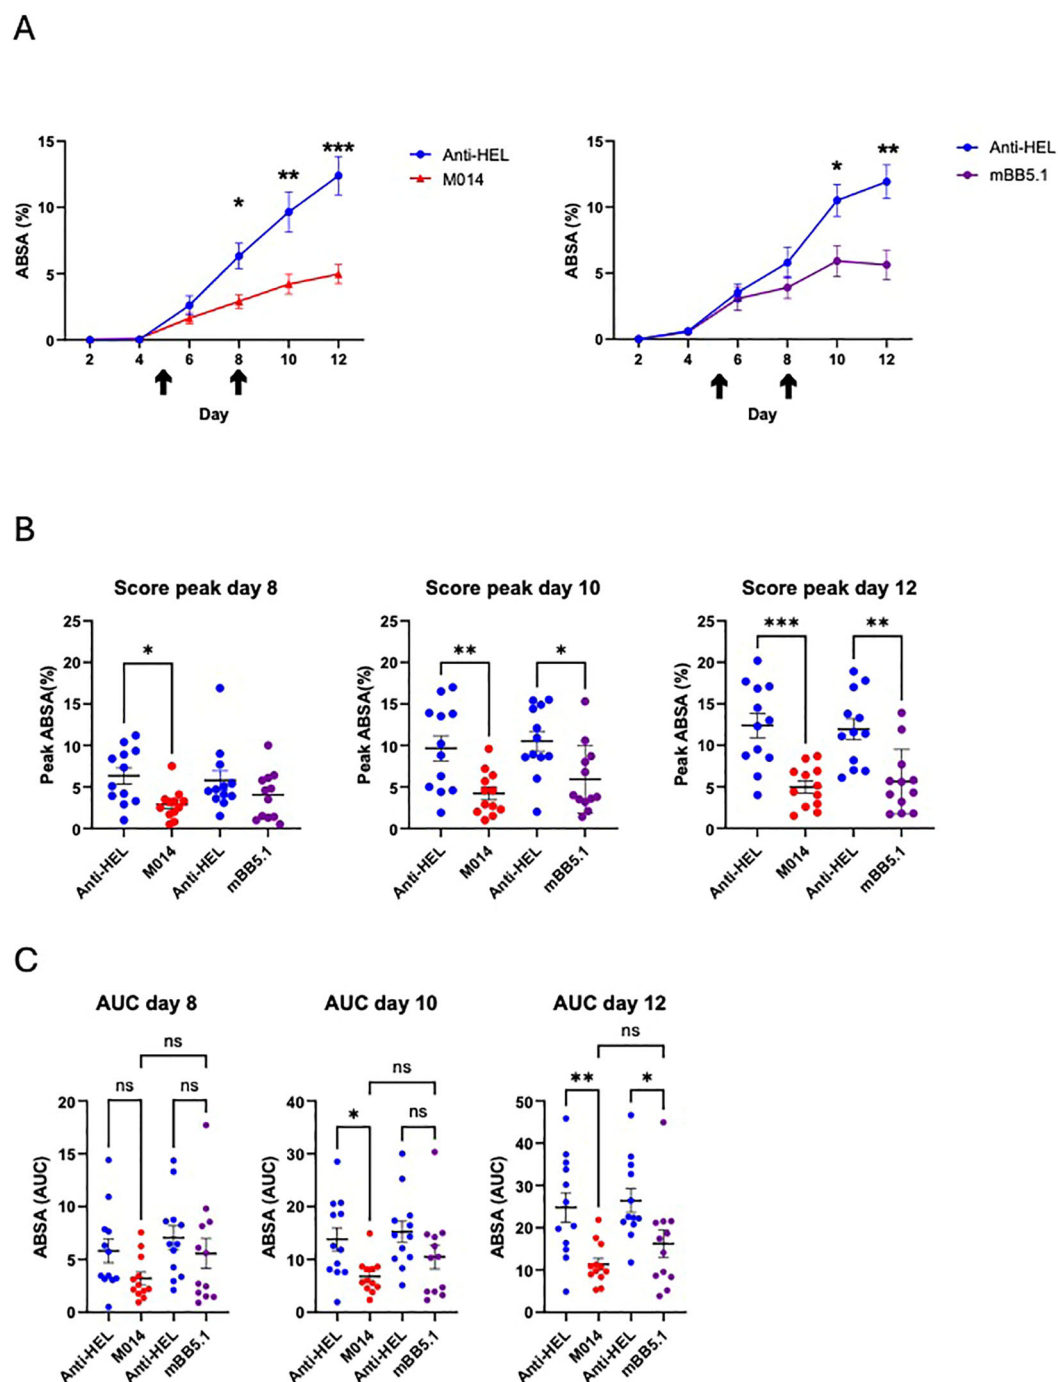 A
15
10
5
0
ABSA (%)
2 4 6 8 10 12
Day
*
**
***
Anti-HEL
M014
15
10
5
0
ABSA (%)
2 4 6 8 10 12
Day
*
**
Anti-HEL
mBB5.1
B
Score peak day 8
25
20
15
10
5
0
Peak ABSA(%)
*
Anti-HEL
M014
Anti-HEL
mBB5.1
Score peak day 10
25
20
15
10
5
0
Peak ABSA(%)
**
*
Anti-HEL
M014
Anti-HEL
mBB5.1
Score peak day 12
25
20
15
10
5
0
Peak ABSA (%)
***
**
Anti-HEL
M014
Anti-HEL
mBB5.1
C
AUC day 8
ns
ns
ns
20
15
10
5
0
ABSA (AUC)
Anti-HEL
M014
Anti-HEL
mBB5.1
AUC day 10
ns
*
ns
40
30
20
10
0
ABSA (AUC)
Anti-HEL
M014
Anti-HEL
mBB5.1
AUC day 12
ns
**
*
50
40
30
20
10
0
ABSA (AUC)
Anti-HEL
M014
Anti-HEL
mBB5.1